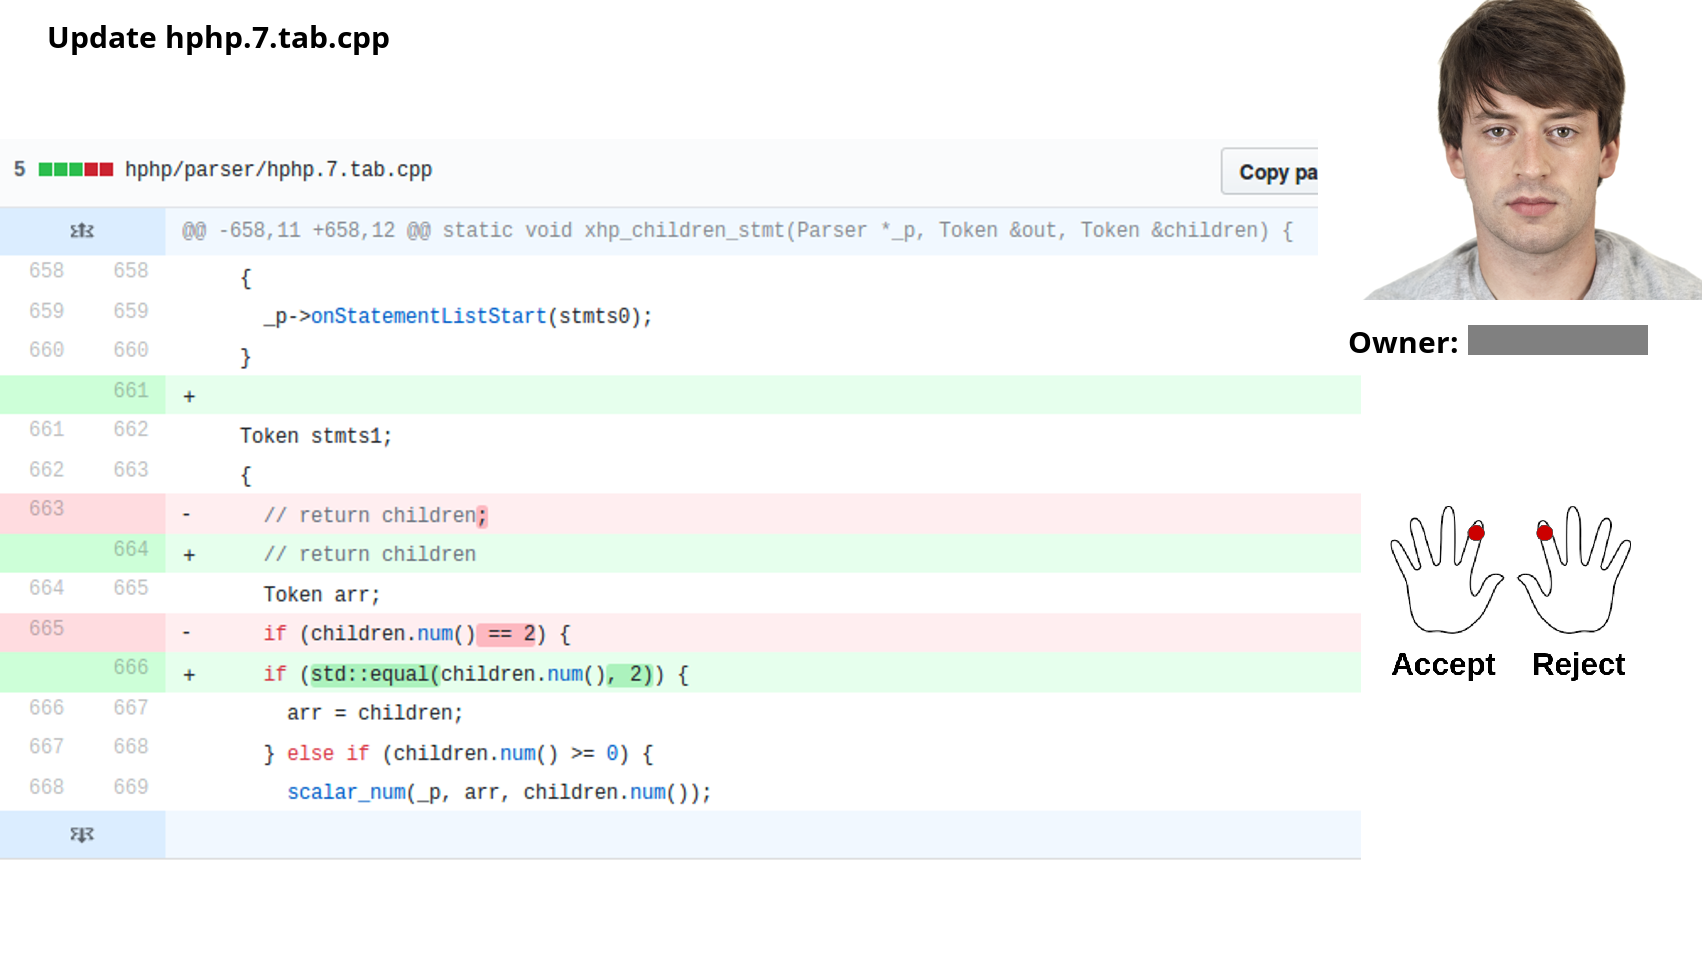 Update hphp.7.tab.cpp
5 hphp/parser/hphp.7.tab.cpp Copy pa
@@ -658,11 +658,12 @@ static void xhp_children_stmt(Parser *_p, Token &out, Token &children) {
658 658 {
659 659 _p->onStatementListStart(stmts0);
660 660 }
661 +
661 662 Token stmts1;
662 663 {
663 - // return children;
664 + // return children
664 665 Token arr;
665 - if (children.num() == 2) {
666 + if (std::equal(children.num(), 2)) {
666 667 arr = children;
667 668 } else if (children.num() >= 0) {
668 669 scalar_num(_p, arr, children.num());
Owner:
Accept Reject